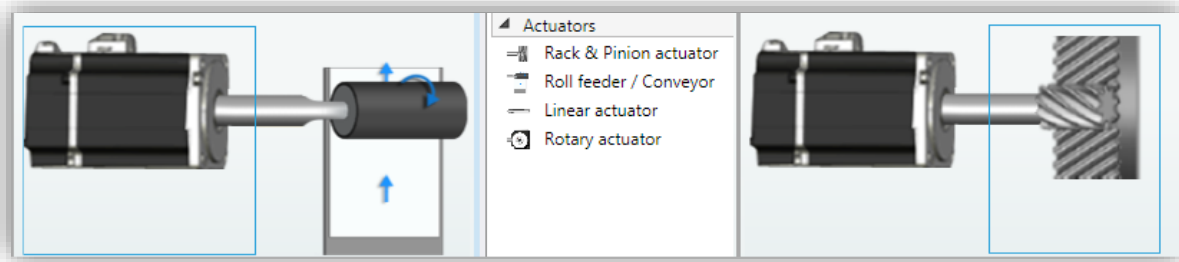 Actuators
Rack & Pinion actuator
Roll feeder / Conveyor
Linear actuator
Rotary actuator